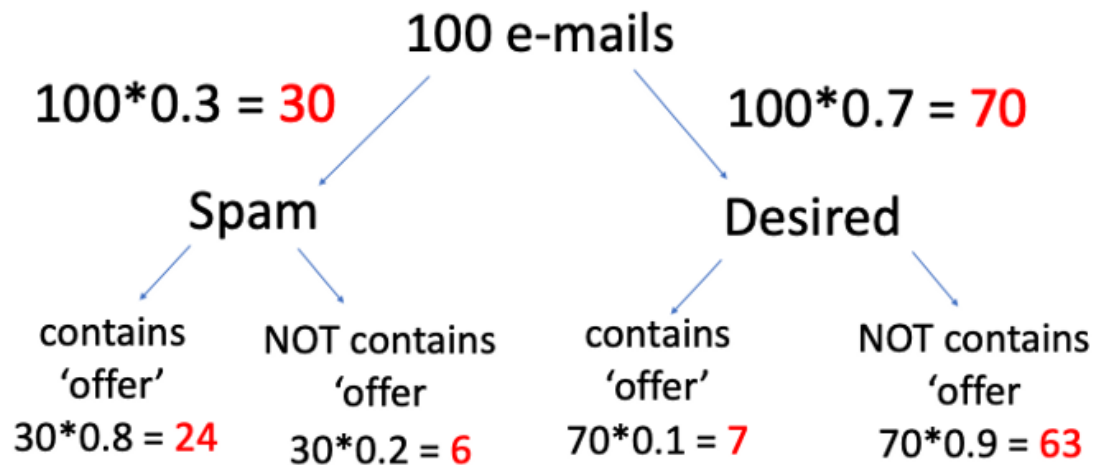 100 e-mails
100*0.3 = 30
100*0.7 = 70
Spam
Desired
contains
‘offer’
30*0.8 = 24
NOT contains
‘offer
30*0.2 = 6
contains
‘offer’
70*0.1 = 7
NOT contains
‘offer
70*0.9 = 63